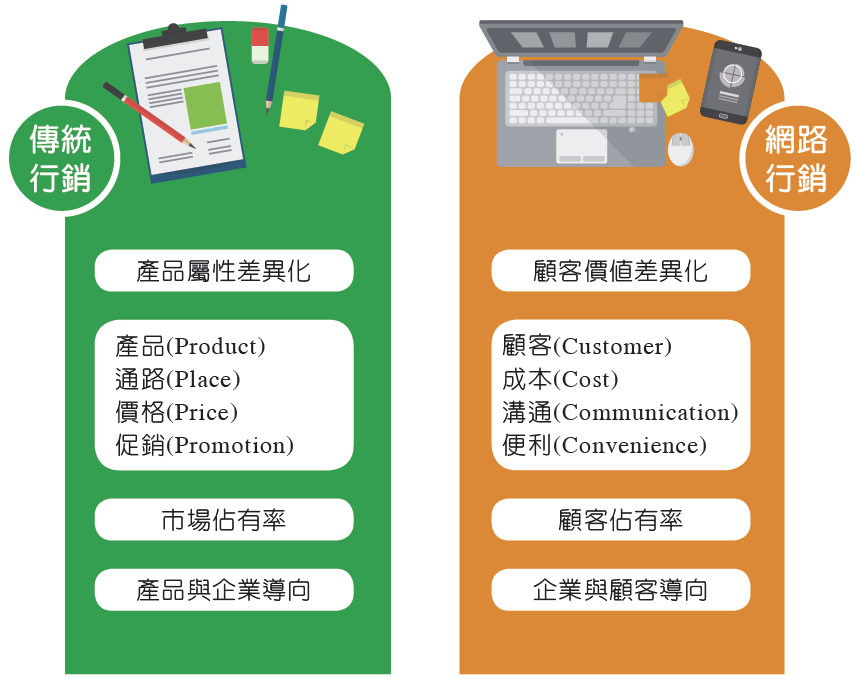 傳統
行銷
產品屬性差異化
產品(Product)
通路(Place)
價格(Price)
促銷(Promotion)
市場佔有率
產品與企業導向
網路
行銷
顧客價值差異化
顧客(Customer)
成本(Cost)
溝通(Communication)
便利(Convenience)
顧客佔有率
企業與顧客導向